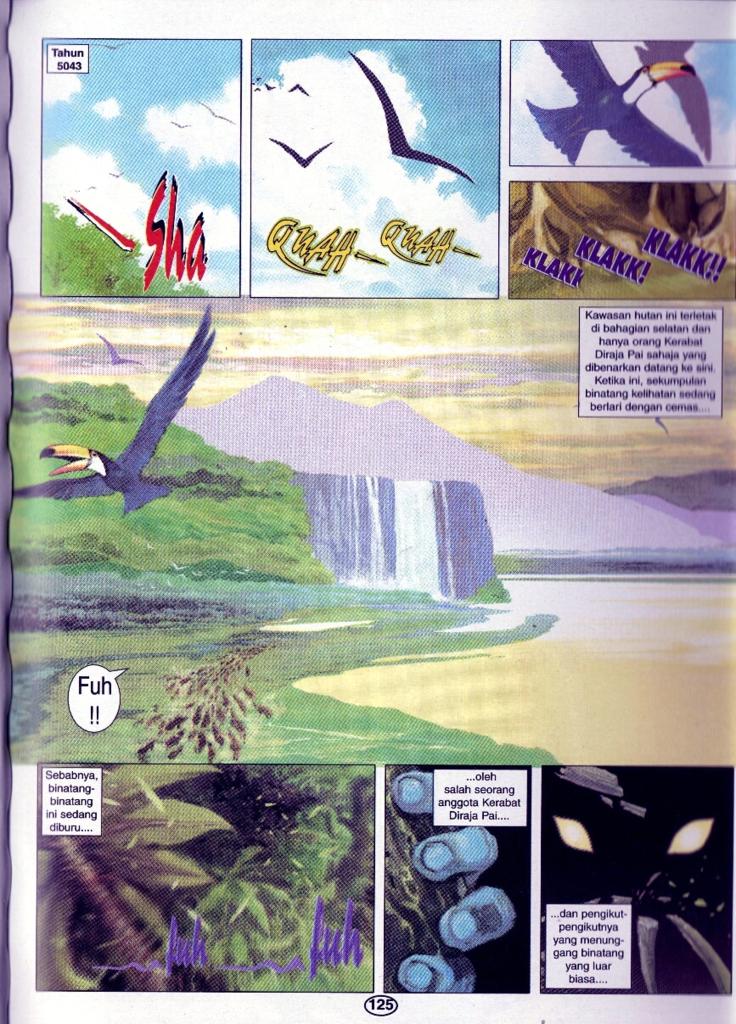 Tahun
5043
Sha
QUAH
QUAH
KLAKK
KLAKK!
KLAKK!!
Kawasan hutan ini terletak
di bahagian selatan dan
hanya orang Kerabat
Diraja Pai sahaja yang
dibenarkan datang ke sini.
Ketika ini, sekumpulan
binatang kelihatan sedang
berlari dengan cemas....
Fuh
!!
Sebabnya,
binatang-
binatang
ini sedang
diburu....
fuh
fuh
...oleh
salah seorang
anggota Kerabat
Diraja Pai....
...dan pengikut-
pengikutnya
yang menung-
gang binatang
yang luar
biasa....
125